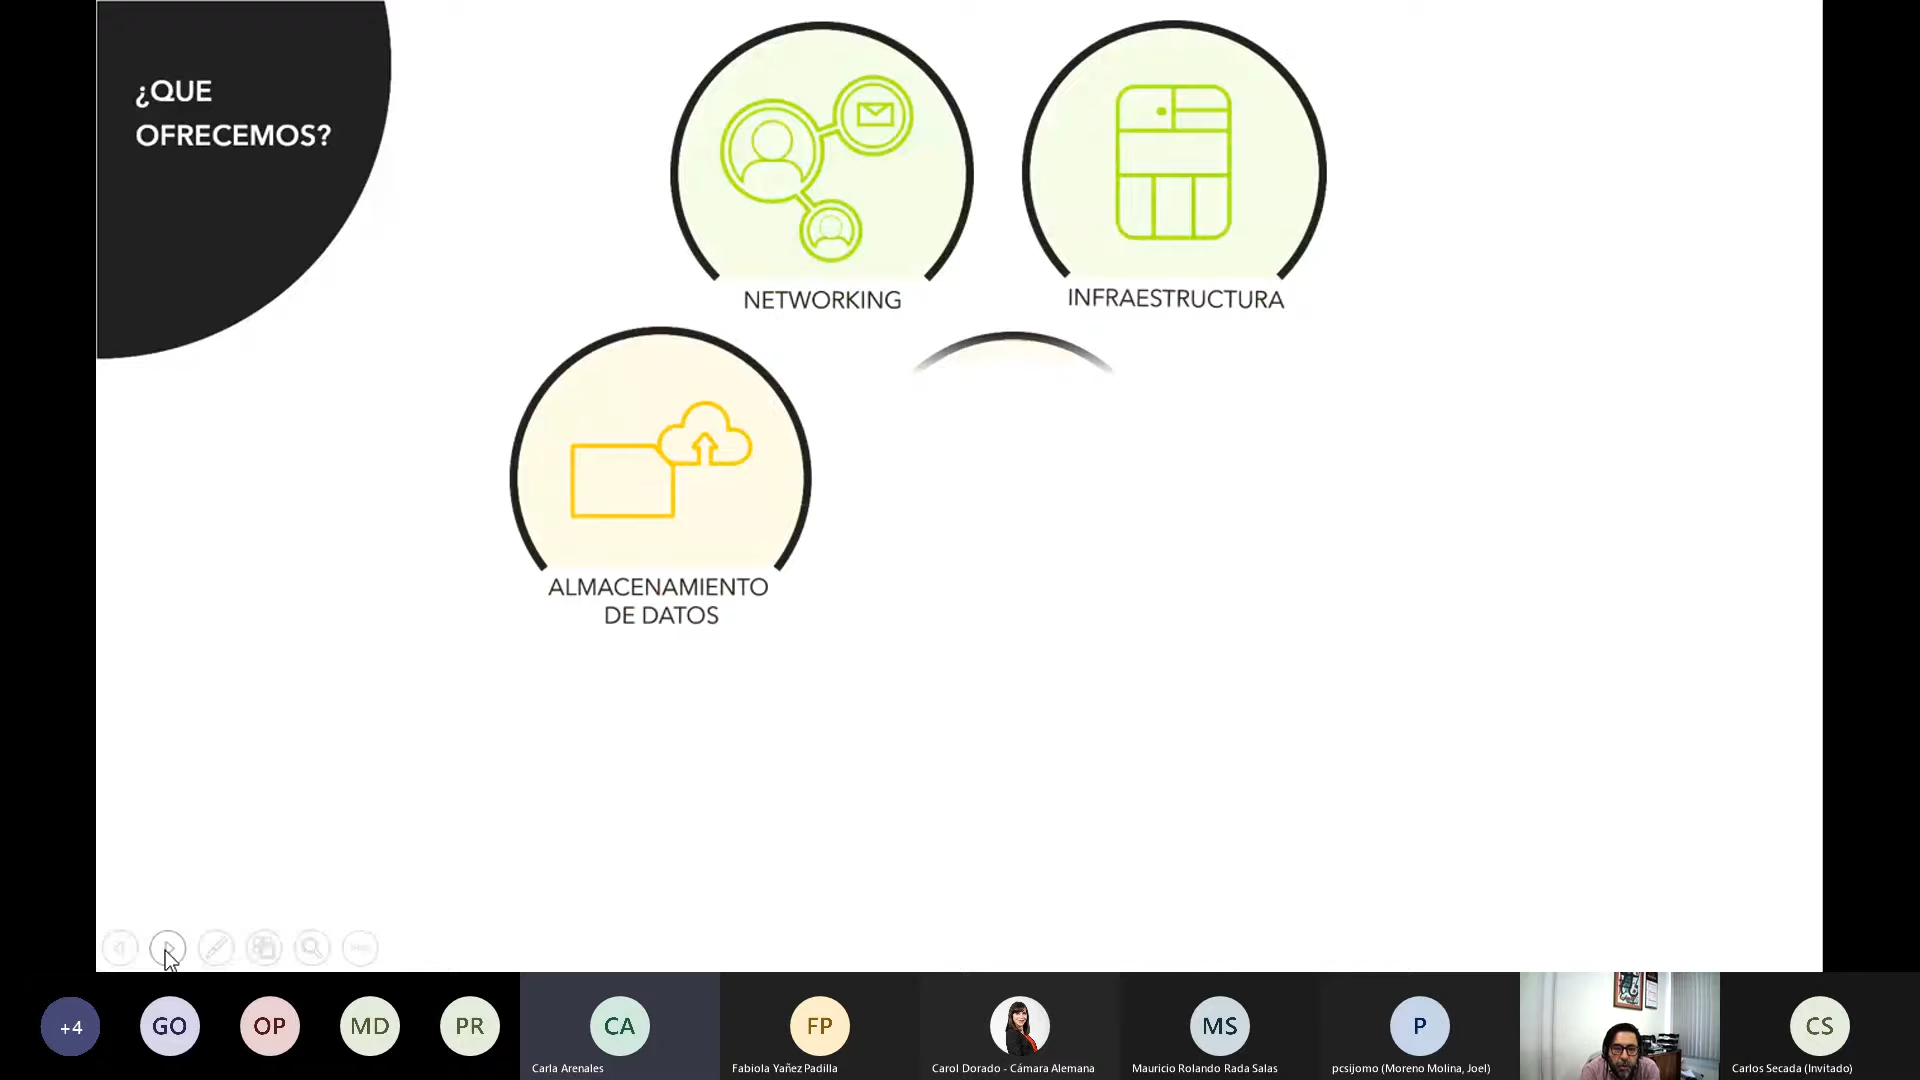 ¿QUE
OFRECEMOS?
NETWORKING
INFRAESTRUCTURA
ALMACENAMIENTO
DE DATOS
+4
GO
OP
MD
PR
CA
FP
MS
P
CS
Carla Arenales
Fabiola Yañez Padilla
Carol Dorado - Cámara Alemana
Mauricio Rolando Rada Salas
pcsijomo (Moreno Molina, Joel)
Carlos Secada (Invitado)